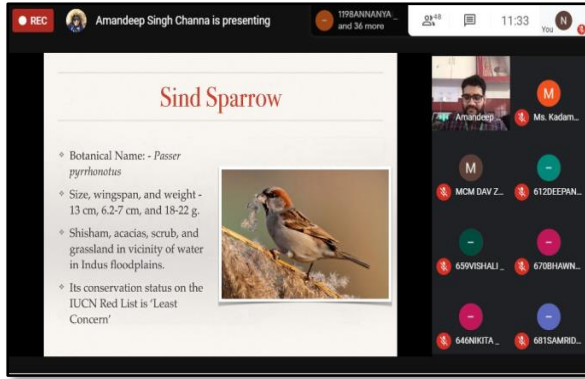 REC
Amandeep Singh Channa is presenting
1198ANNANYA_
and 36 more
48
11:33
You
N
Sind Sparrow
Botanical Name: - Passer
pyrrhonotus
Size, wingspan, and weight -
13 cm, 6.2-7 cm, and 18-22 g.
Shisham, acacias, scrub, and
grassland in vicinity of water
in Indus floodplains.
Its conservation status on the
IUCN Red List is 'Least
Concern'
Amandeep ...
M
Ms. Kadam...
M
MCM DAV Z...
612DEEPAN...
659VISHALI_
670BHAWN...
646NIKITA_
681SAMRID...